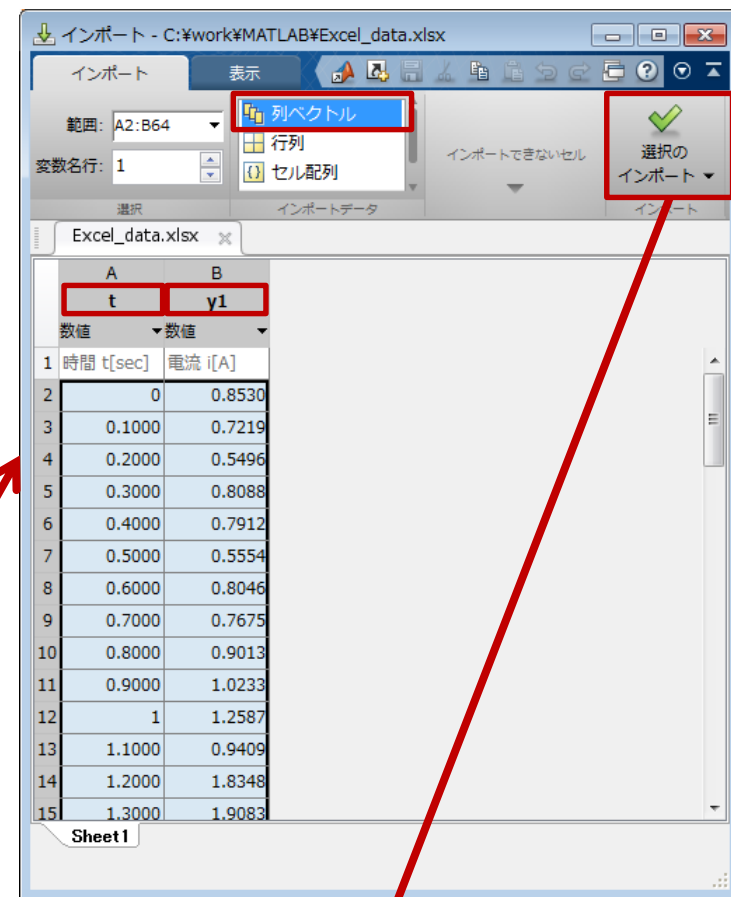 インポート - C:¥work¥MATLAB¥Excel_data.xlsx
インポート 表示
範囲: A2:B64
変数名行: 1
選択
列ベクトル
行列
セル配列
インポートデータ
インポートできないセル
選択の
インポート
インポート
Excel_data.xlsx
A B
t y1
数値 数値
1 時間 t[sec] 電流 i[A]
2 0 0.8530
3 0.1000 0.7219
4 0.2000 0.5496
5 0.3000 0.8088
6 0.4000 0.7912
7 0.5000 0.5554
8 0.6000 0.8046
9 0.7000 0.7675
10 0.8000 0.9013
11 0.9000 1.0233
12 1 1.2587
13 1.1000 0.9409
14 1.2000 1.8348
15 1.3000 1.9083
Sheet1